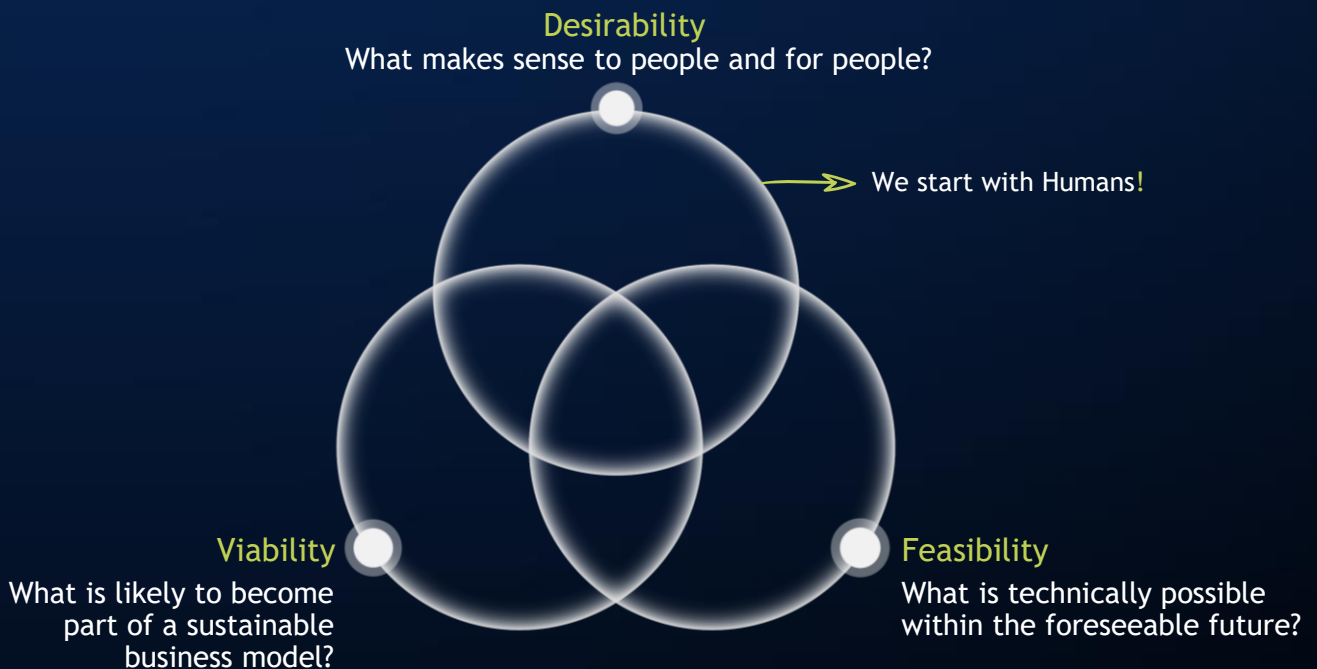 Desirability
What makes sense to people and for people?
We start with Humans!
Viability
What is likely to become
part of a sustainable
business model?
Feasibility
What is technically possible
within the foreseeable future?